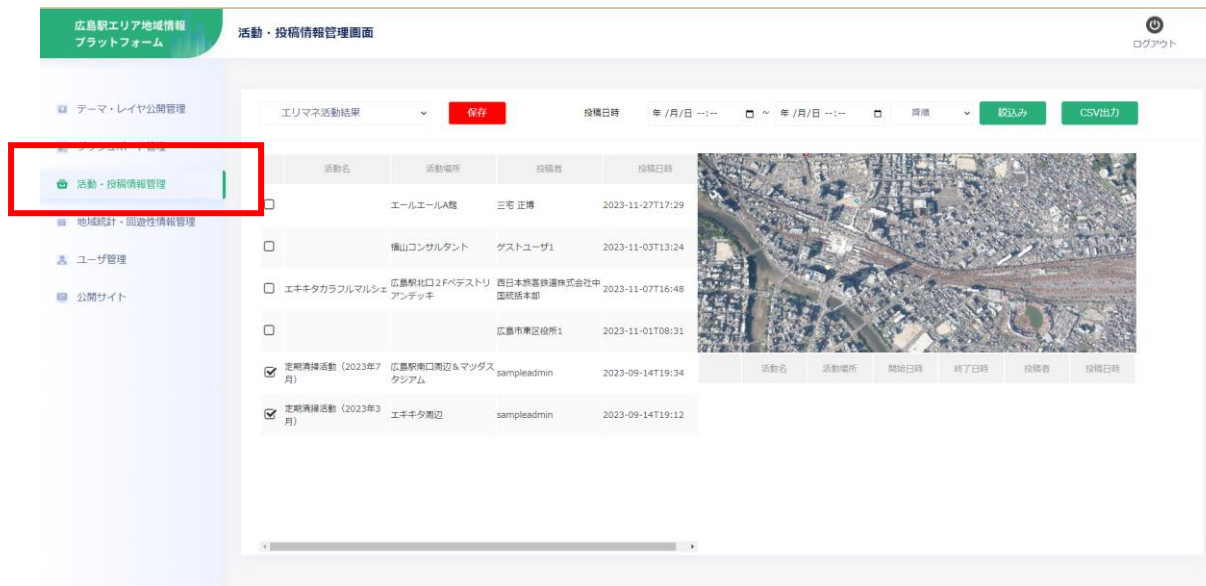 広島駅エリア地域情報
プラットフォーム
活動・投稿情報管理画面
ログアウト
テーマ・レイヤ公開管理
活動・投稿情報管理
地域統計・回遊性情報管理
ユーザ管理
公開サイト
エリマネ活動結果
保存
投稿日時
年 /月/日 --:--
~
年 /月/日 --:--
降順
絞込み
CSV出力
活動名 活動場所 投稿者 投稿日時
エールエールA館 三宅 正博 2023-11-27T17:29
福山コンサルタント ゲストユーザ1 2023-11-03T13:24
エキキタカラフルマルシェ 広島駅北口2Fペデストリ 西日本旅客鉄道株式会社中 2023-11-07T16:48
アンデッキ 国統括本部
広島市東区役所1 2023-11-01T08:31
定期清掃活動(2023年7 広島駅南口周辺&マツダス sampleadmin 2023-09-14T19:34
月) タジアム
定期清掃活動(2023年3 エキキタ周辺 sampleadmin 2023-09-14T19:12
月)
活動名 活動場所 開始日時 終了日時 投稿者 投稿日時